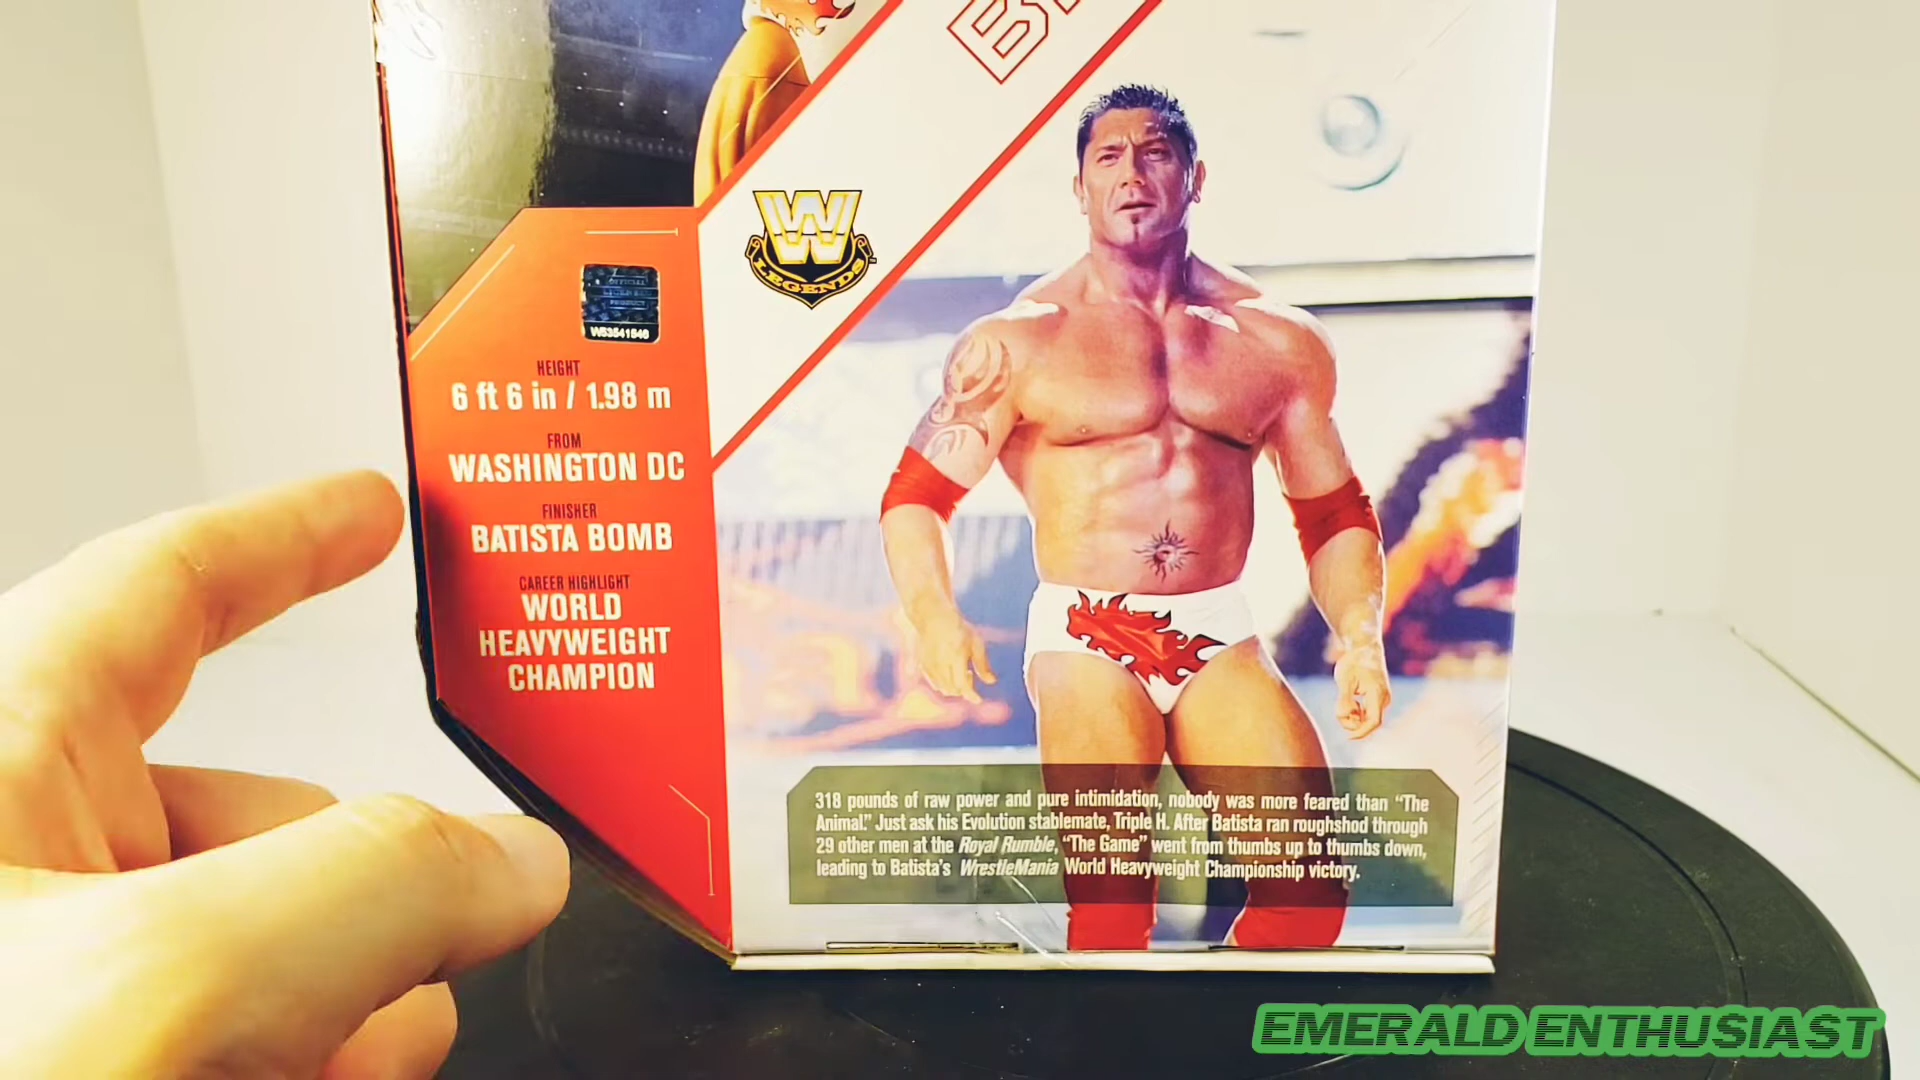 W
LEGENDS
OFFICIAL
PRODUCT
W53541546
HEIGHT
6 ft 6 in / 1.98 m
FROM
WASHINGTON DC
FINISHER
BATISTA BOMB
CAREER HIGHLIGHT
WORLD
HEAVYWEIGHT
CHAMPION
318 pounds of raw power and pure intimidation, nobody was more feared than “The
Animal.” Just ask his Evolution stablemate, Triple H. After Batista ran roughshod through
29 other men at the Royal Rumble, “The Game” went from thumbs up to thumbs down,
leading to Batista's WrestleMania World Heavyweight Championship victory.
EMERALD ENTHUSIAST